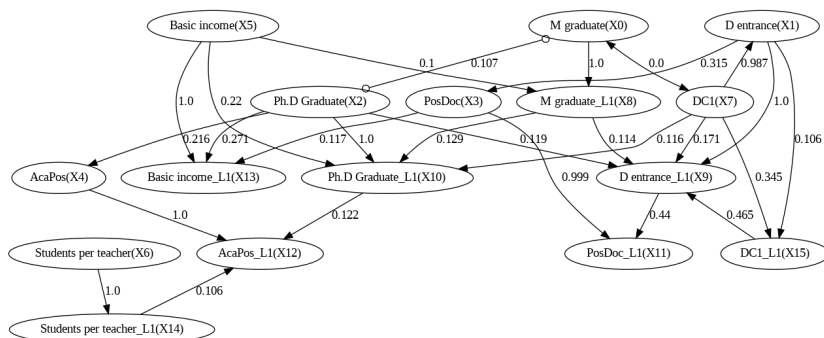 Basic income(X5)
M graduate(X0)
D entrance(X1)
0.1
0.107
1.0
0.0
0.315
0.987
1.0
0.22
Ph.D Graduate(X2)
PosDoc(X3)
M graduate_L1(X8)
DC1(X7)
1.0
0.216
0.271
1.0
0.117
0.129
0.119
0.114
0.116
0.171
0.106
AcaPos(X4)
Basic income_L1(X13)
Ph.D Graduate_L1(X10)
0.999
D entrance_L1(X9)
0.345
1.0
0.122
0.44
0.465
Students per teacher(X6)
AcaPos_L1(X12)
PosDoc_L1(X11)
DC1_L1(X15)
1.0
0.106
Students per teacher_L1(X14)